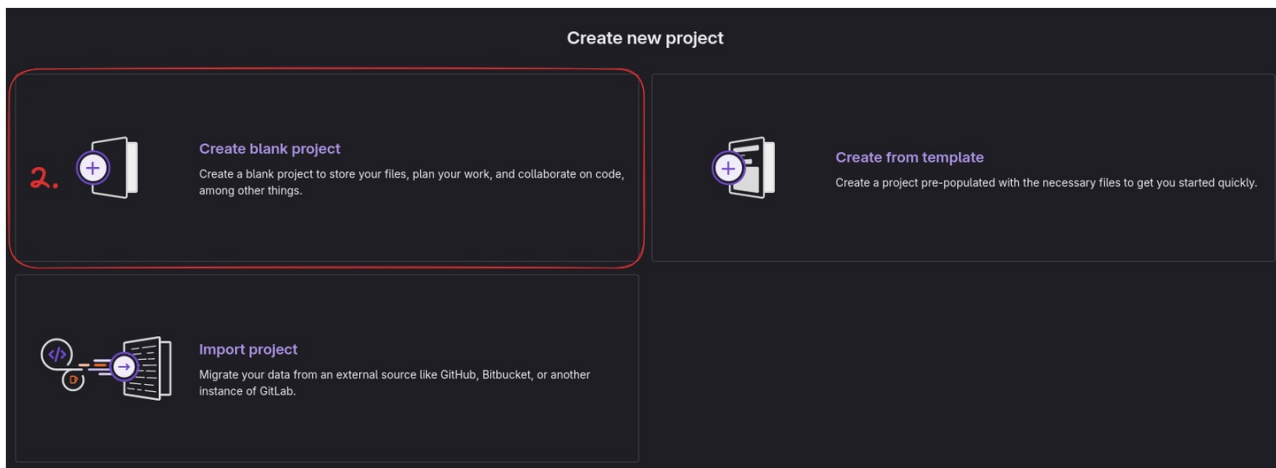 Create new project
2.
Create blank project
Create a blank project to store your files, plan your work, and collaborate on code,
among other things.
Create from template
Create a project pre-populated with the necessary files to get you started quickly.
Import project
Migrate your data from an external source like GitHub, Bitbucket, or another
instance of GitLab.